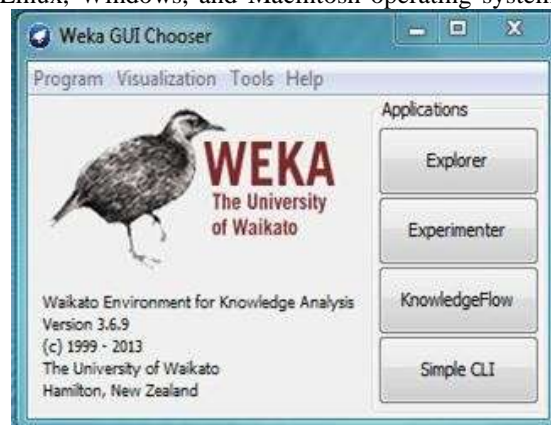 Linux, Windows, and Macintosh operating system
Weka GUI Chooser
Program Visualization Tools Help
Applications
WEKA
The University
of Waikato
Explorer
Experimenter
KnowledgeFlow
Simple CLI
Waikato Environment for Knowledge Analysis
Version 3.6.9
(c) 1999 - 2013
The University of Waikato
Hamilton, New Zealand